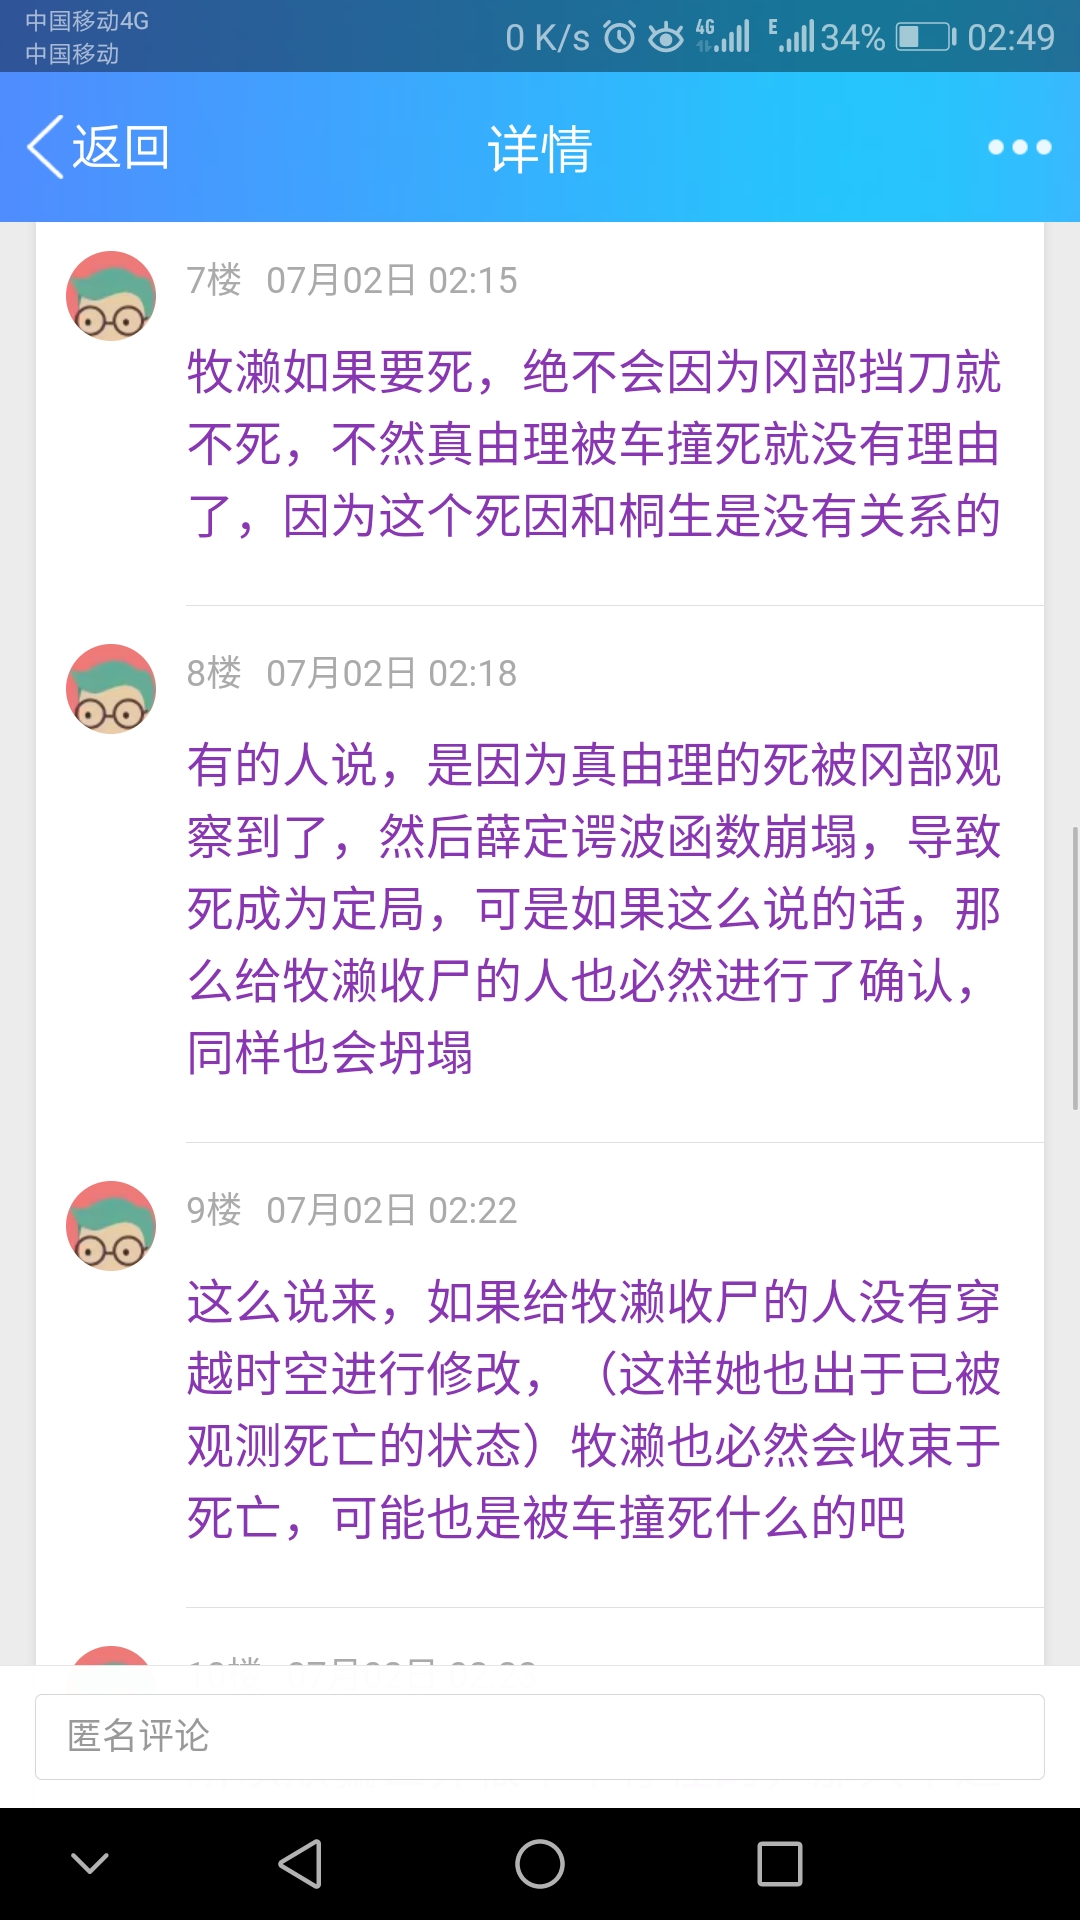 中国移动4G
中国移动
0 K/s 4G E 34% 02:49
返回 详情
7楼 07月02日 02:15
牧濑如果要死，绝不会因为冈部挡刀就
不死，不然真由理被车撞死就没有理由
了，因为这个死因和桐生是没有关系的
8楼 07月02日 02:18
有的人说，是因为真由理的死被冈部观
察到了，然后薛定谔波函数崩塌，导致
死成为定局，可是如果这么说的话，那
么给牧濑收尸的人也必然进行了确认，
同样也会坍塌
9楼 07月02日 02:22
这么说来，如果给牧濑收尸的人没有穿
越时空进行修改，（这样她也出于已被
观测死亡的状态）牧濑也必然会收束于
死亡，可能也是被车撞死什么的吧
10楼 07月02日 02:23
匿名评论